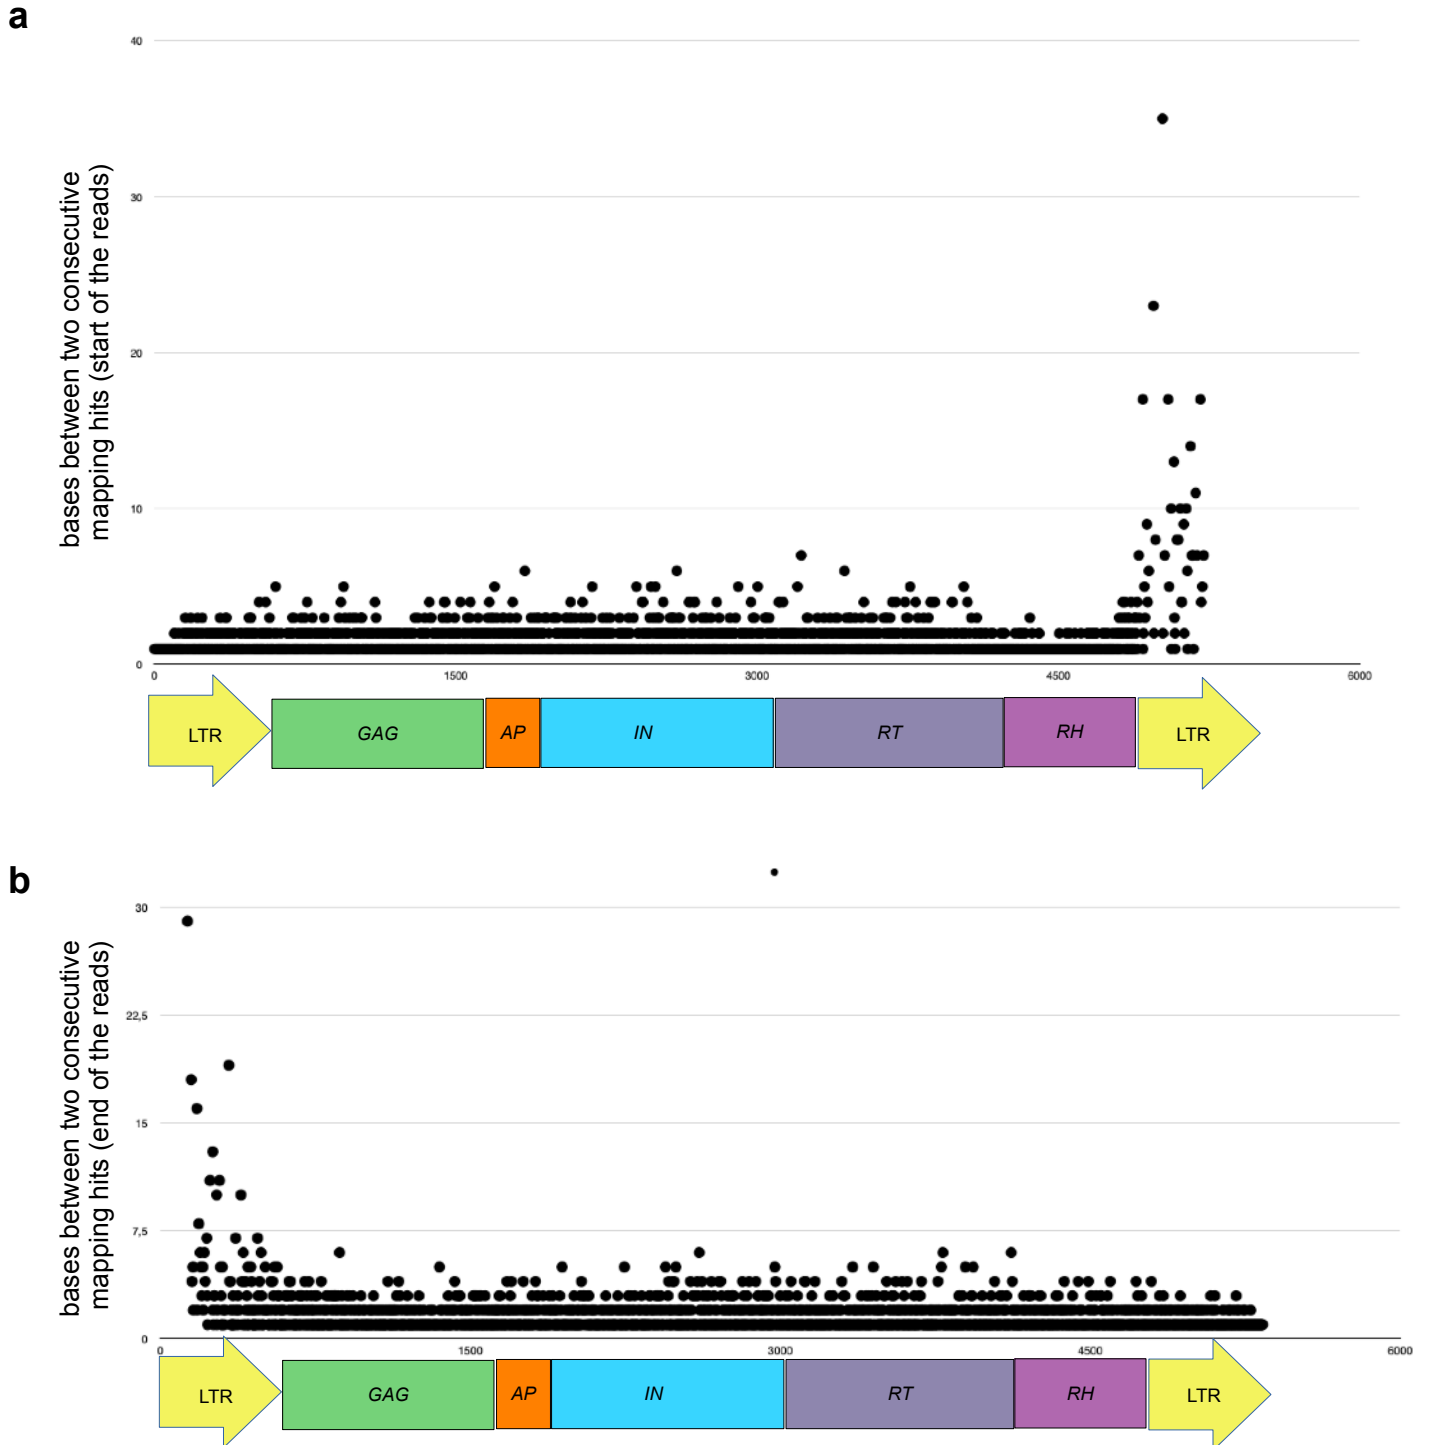 a
40
30
20
10
0
bases between two consecutive
mapping hits (start of the reads)
0 1500 3000 4500 6000
LTR GAG AP IN RT RH LTR
b
30
22,5
15
7,5
0
bases between two consecutive
mapping hits (end of the reads)
0 1500 3000 4500 6000
LTR GAG AP IN RT RH LTR